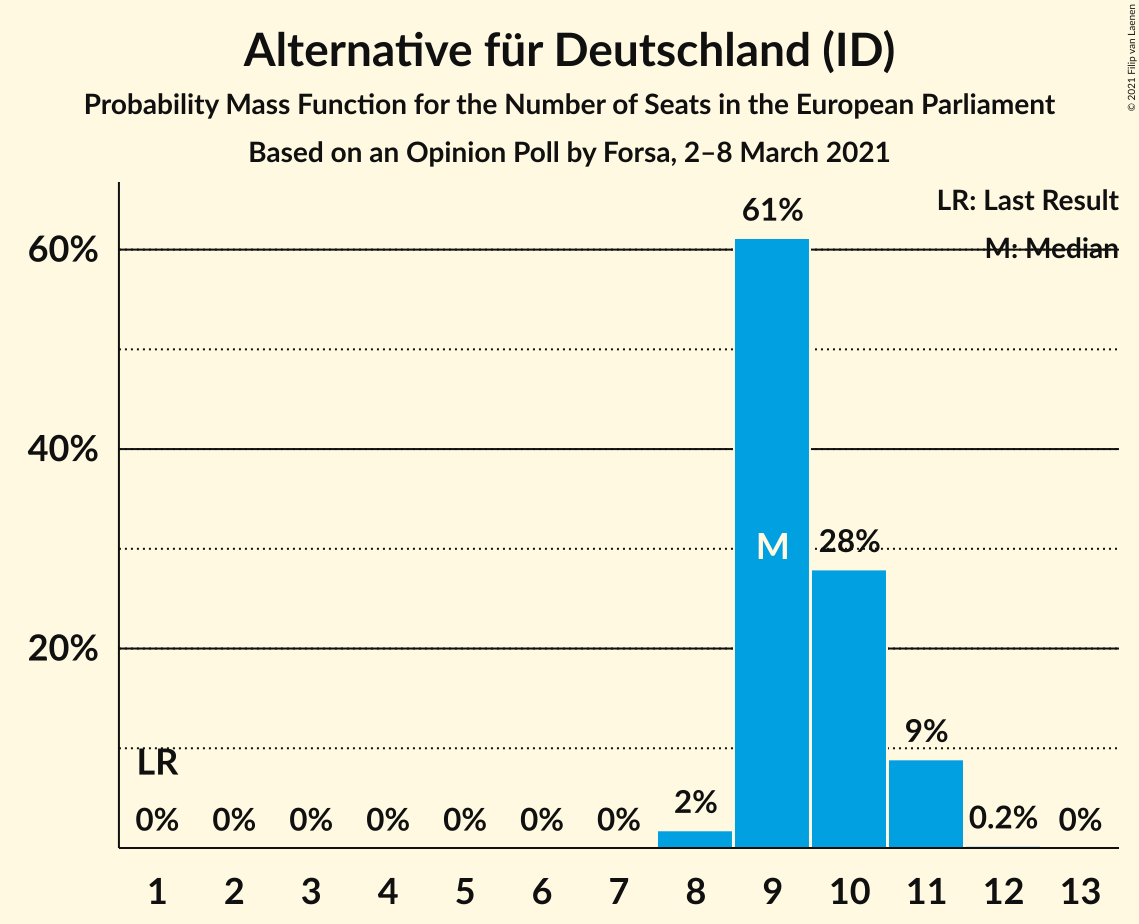 Alternative für Deutschland (ID)
Probability Mass Function for the Number of Seats in the European Parliament
Based on an Opinion Poll by Forsa, 2–8 March 2021
© 2021 Filip van Laenen
LR: Last Result
M: Median
60%
40%
20%
61%
M
28%
9%
LR
0% 0% 0% 0% 0% 0% 0% 2% 0.2% 0%
1 2 3 4 5 6 7 8 9 10 11 12 13